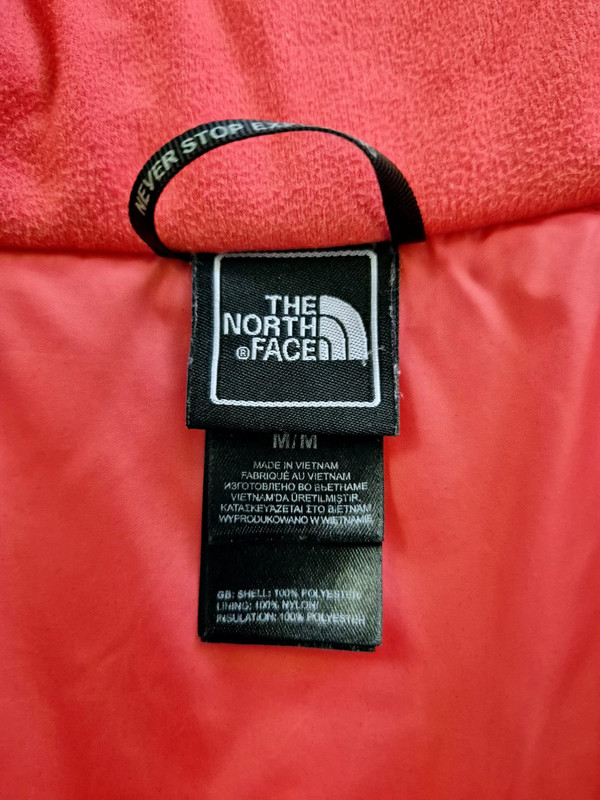 NEVER STOP EX
THE
NORTH
® FACE
M/M
MADE IN VIETNAM
FABRIQUÉ AU VIETNAM
ИЗГОТОВЛЕНО ВО ВЬЕТНАМЕ
VIETNAM'DA ÜRETILMIŞTIR.
ΚΑΤΑΣΚΕΥΑΖΕΤΑΙ ΣΤΟ ΒΙΕΤΝΑΜ
WYPRODUKOWANO W WIETNAMIE
GB: SHELL: 100% POLYESTER/
LINING: 100% NYLON/
INSULATION: 100% POLYESTER